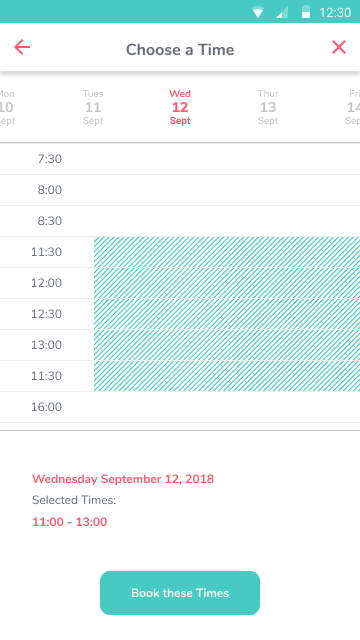 12:30
Choose a Time
Mon Tues Wed Thur Fri
10 11 12 13 14
Sept Sept Sept Sept Sept
7:30
8:00
8:30
11:30
12:00
12:30
13:00
11:30
16:00
Wednesday September 12, 2018
Selected Times:
11:00 - 13:00
Book these Times